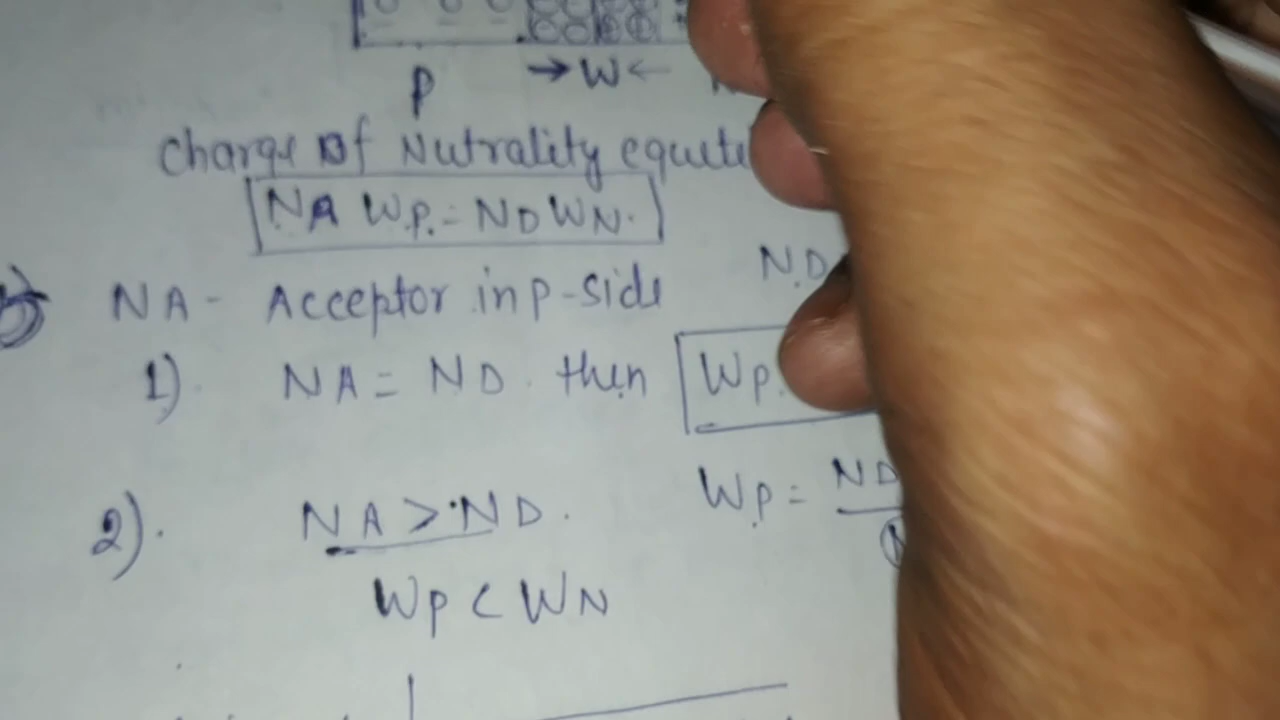 P →W←
Charge Of Nutrality
NA WP = ND WN.
NA - Acceptor in p-side ND
1). NA = ND then WP
2). NA > ND. WP = ND
WP < WN